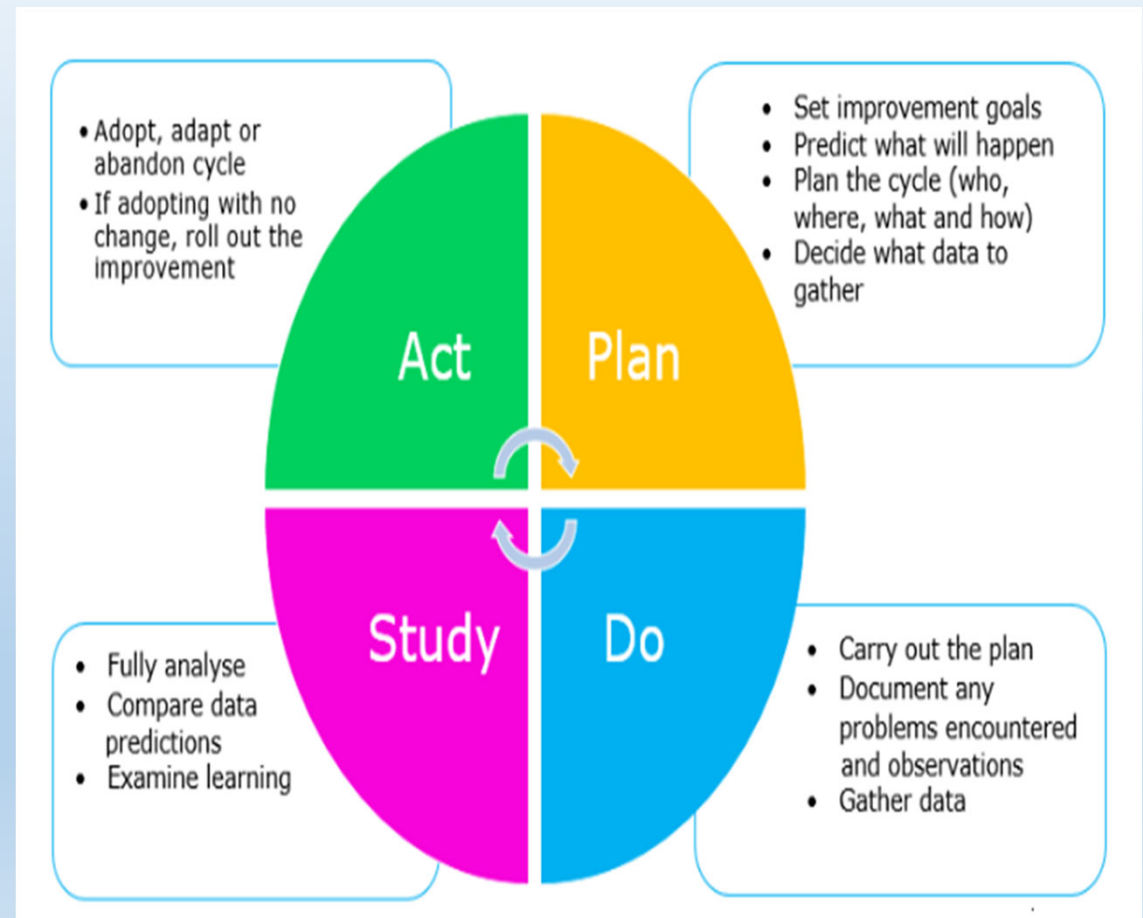 • Adopt, adapt or
abandon cycle
• If adopting with no
change, roll out the
improvement
• Set improvement goals
• Predict what will happen
• Plan the cycle (who,
where, what and how)
• Decide what data to
gather
Act
Plan
Study
Do
• Fully analyse
• Compare data
predictions
• Examine learning
• Carry out the plan
• Document any
problems encountered
and observations
• Gather data